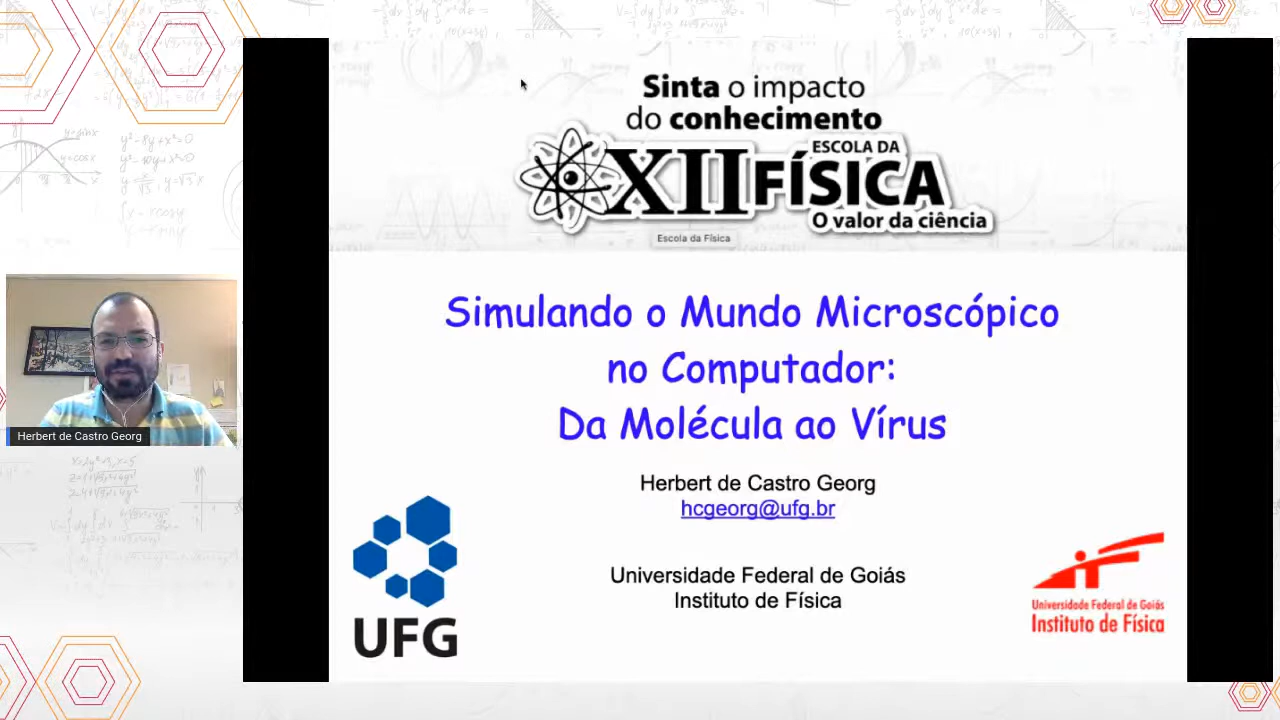 Sinta o impacto
do conhecimento
XII
ESCOLA DA
FÍSICA
O valor da ciência
Escola da Física
Simulando o Mundo Microscópico
no Computador:
Da Molécula ao Vírus
Herbert de Castro Georg
Herbert de Castro Georg
hcgeorg@ufg.br
Universidade Federal de Goiás
Instituto de Física
UFG
Universidade Federal de Goiás
Instituto de Física